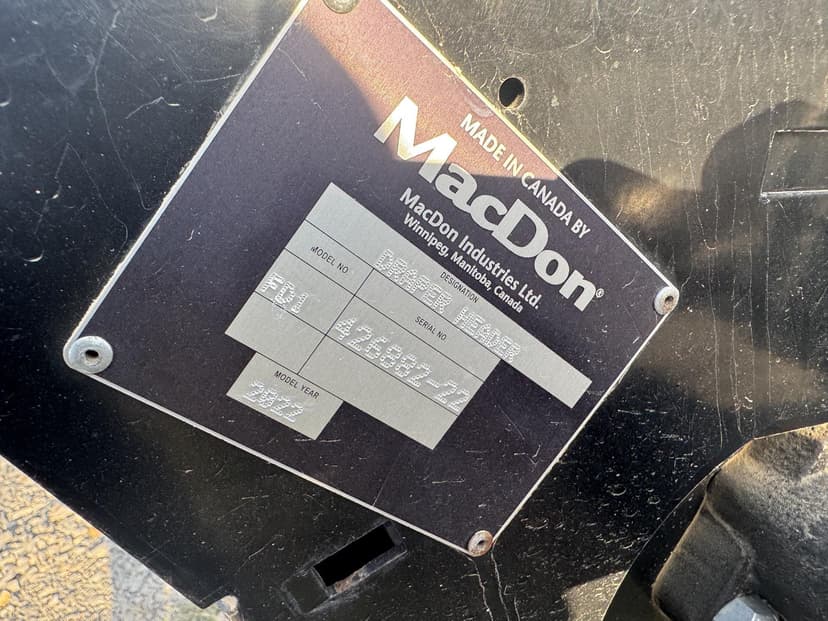 MADE IN CANADA BY
MacDon®
MacDon Industries Ltd.
Winnipeg, Manitoba, Canada
DESIGNATION
DRAPER HEADER
MODEL NO.
SERIAL NO.
426882-22
MODEL YEAR
2022